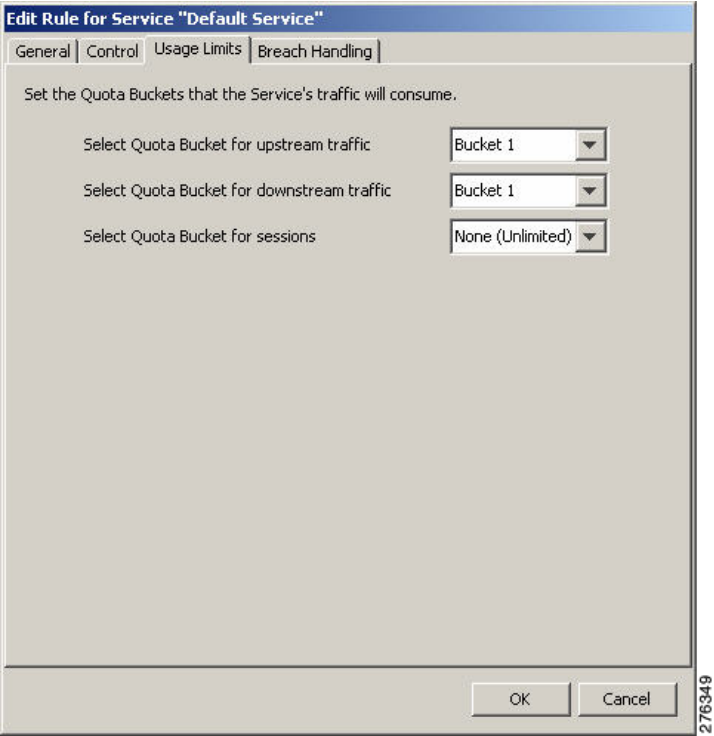 Edit Rule for Service "Default Service"
General Control Usage Limits Breach Handling
Set the Quota Buckets that the Service's traffic will consume.
Select Quota Bucket for upstream traffic Bucket 1
Select Quota Bucket for downstream traffic Bucket 1
Select Quota Bucket for sessions None (Unlimited)
OK Cancel
276349